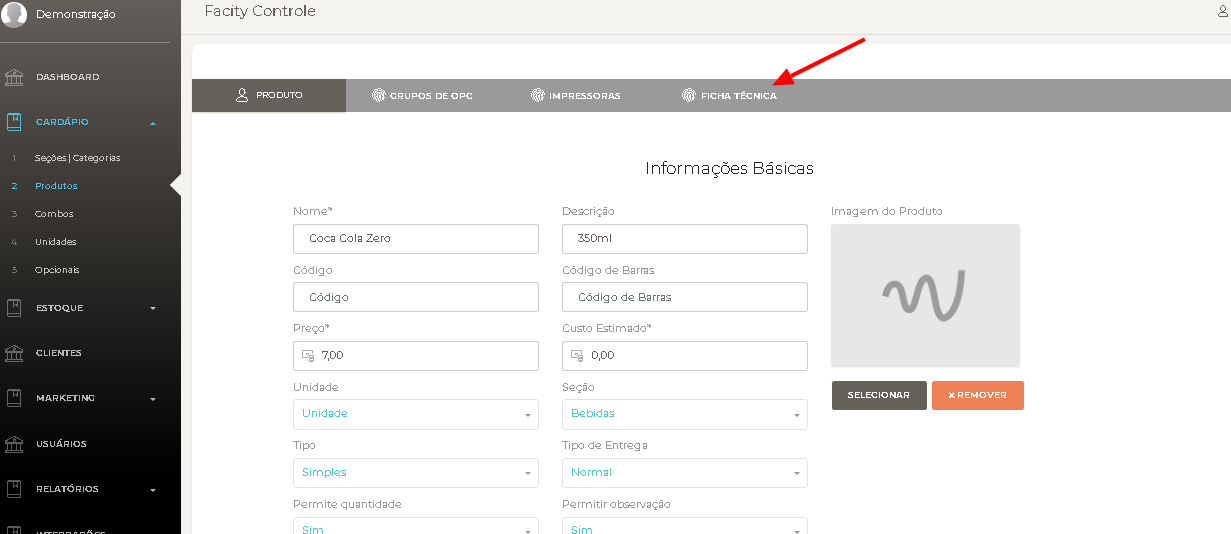 Demonstração
Facity Controle
DASHBOARD
CARDÁPIO
1 Seções | Categorias
2 Produtos
3 Combos
4 Unidades
5 Opcionais
ESTOQUE
CLIENTES
MARKETING
USUÁRIOS
RELATÓRIOS
INTEGRAÇÕES
PRODUTO
GRUPOS DE OPC
IMPRESSORAS
FICHA TÉCNICA
Informações Básicas
Nome*
Coca Cola Zero
Descrição
350ml
Imagem do Produto
Código
Código
Código de Barras
Código de Barras
Preço*
7,00
Custo Estimado*
0,00
Unidade
Unidade
Seção
Bebidas
SELECIONAR
× REMOVER
Tipo
Simples
Tipo de Entrega
Normal
Permite quantidade
Sim
Permitir observação
Sim